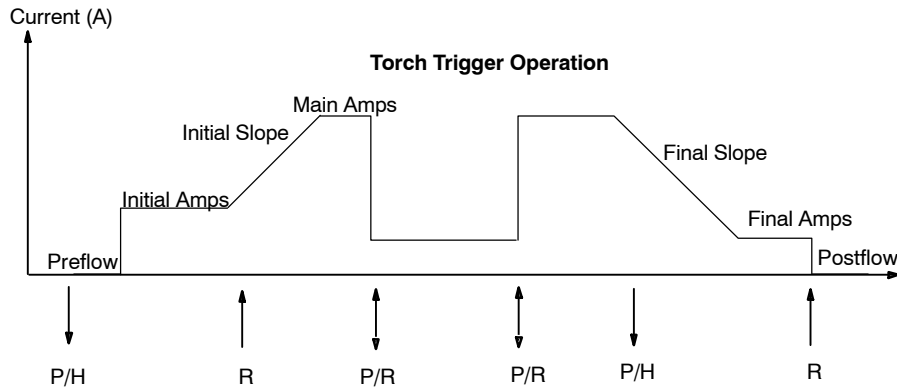 Current (A)
Torch Trigger Operation
Main Amps
Initial Slope
Final Slope
Initial Amps
Final Amps
Preflow
Postflow
P/H
R
P/R
P/R
P/H
R